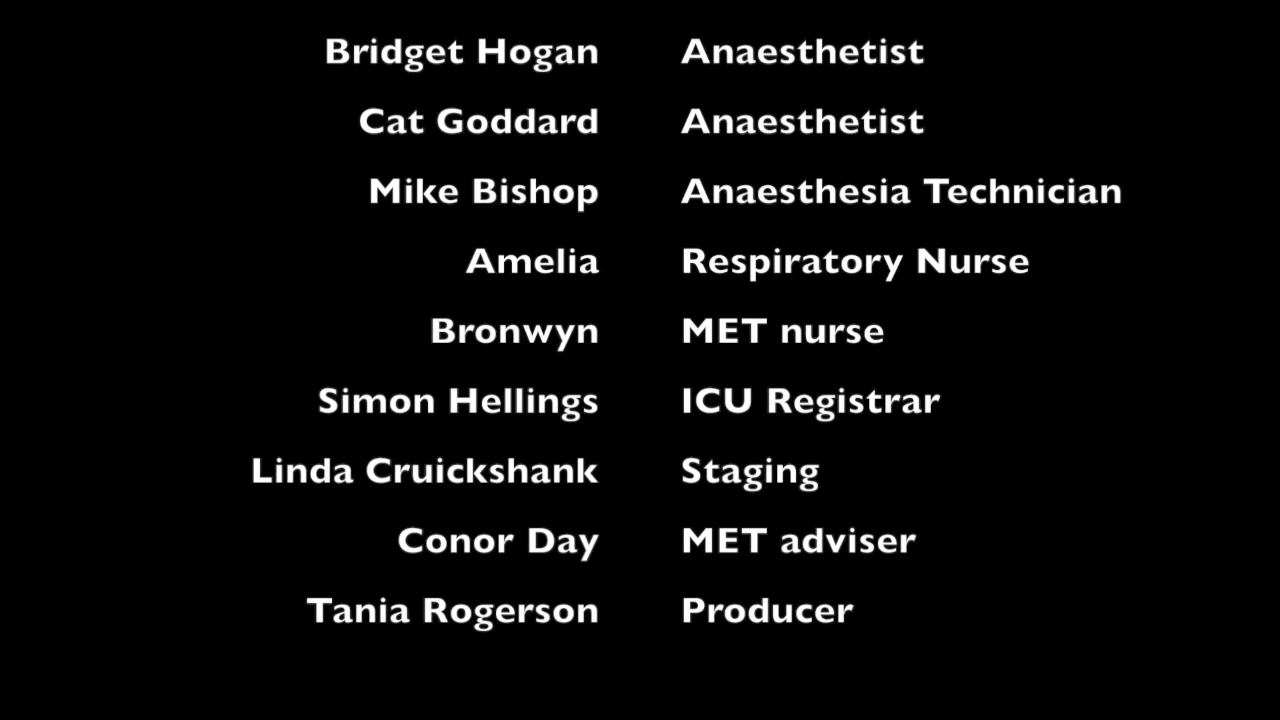 Bridget Hogan Anaesthetist
Cat Goddard Anaesthetist
Mike Bishop Anaesthesia Technician
Amelia Respiratory Nurse
Bronwyn MET nurse
Simon Hellings ICU Registrar
Linda Cruickshank Staging
Conor Day MET adviser
Tania Rogerson Producer